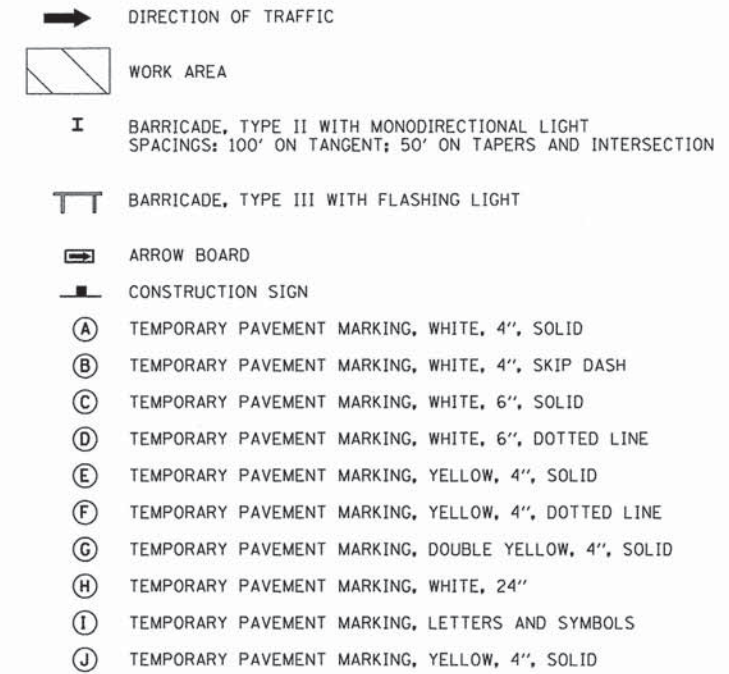 DIRECTION OF TRAFFIC
WORK AREA
I BARRICADE, TYPE II WITH MONODIRECTIONAL LIGHT
SPACINGS: 100' ON TANGENT; 50' ON TAPERS AND INTERSECTION
BARRICADE, TYPE III WITH FLASHING LIGHT
ARROW BOARD
CONSTRUCTION SIGN
A TEMPORARY PAVEMENT MARKING, WHITE, 4", SOLID
B TEMPORARY PAVEMENT MARKING, WHITE, 4", SKIP DASH
C TEMPORARY PAVEMENT MARKING, WHITE, 6", SOLID
D TEMPORARY PAVEMENT MARKING, WHITE, 6", DOTTED LINE
E TEMPORARY PAVEMENT MARKING, YELLOW, 4", SOLID
F TEMPORARY PAVEMENT MARKING, YELLOW, 4", DOTTED LINE
G TEMPORARY PAVEMENT MARKING, DOUBLE YELLOW, 4", SOLID
H TEMPORARY PAVEMENT MARKING, WHITE, 24"
I TEMPORARY PAVEMENT MARKING, LETTERS AND SYMBOLS
J TEMPORARY PAVEMENT MARKING, YELLOW, 4", SOLID